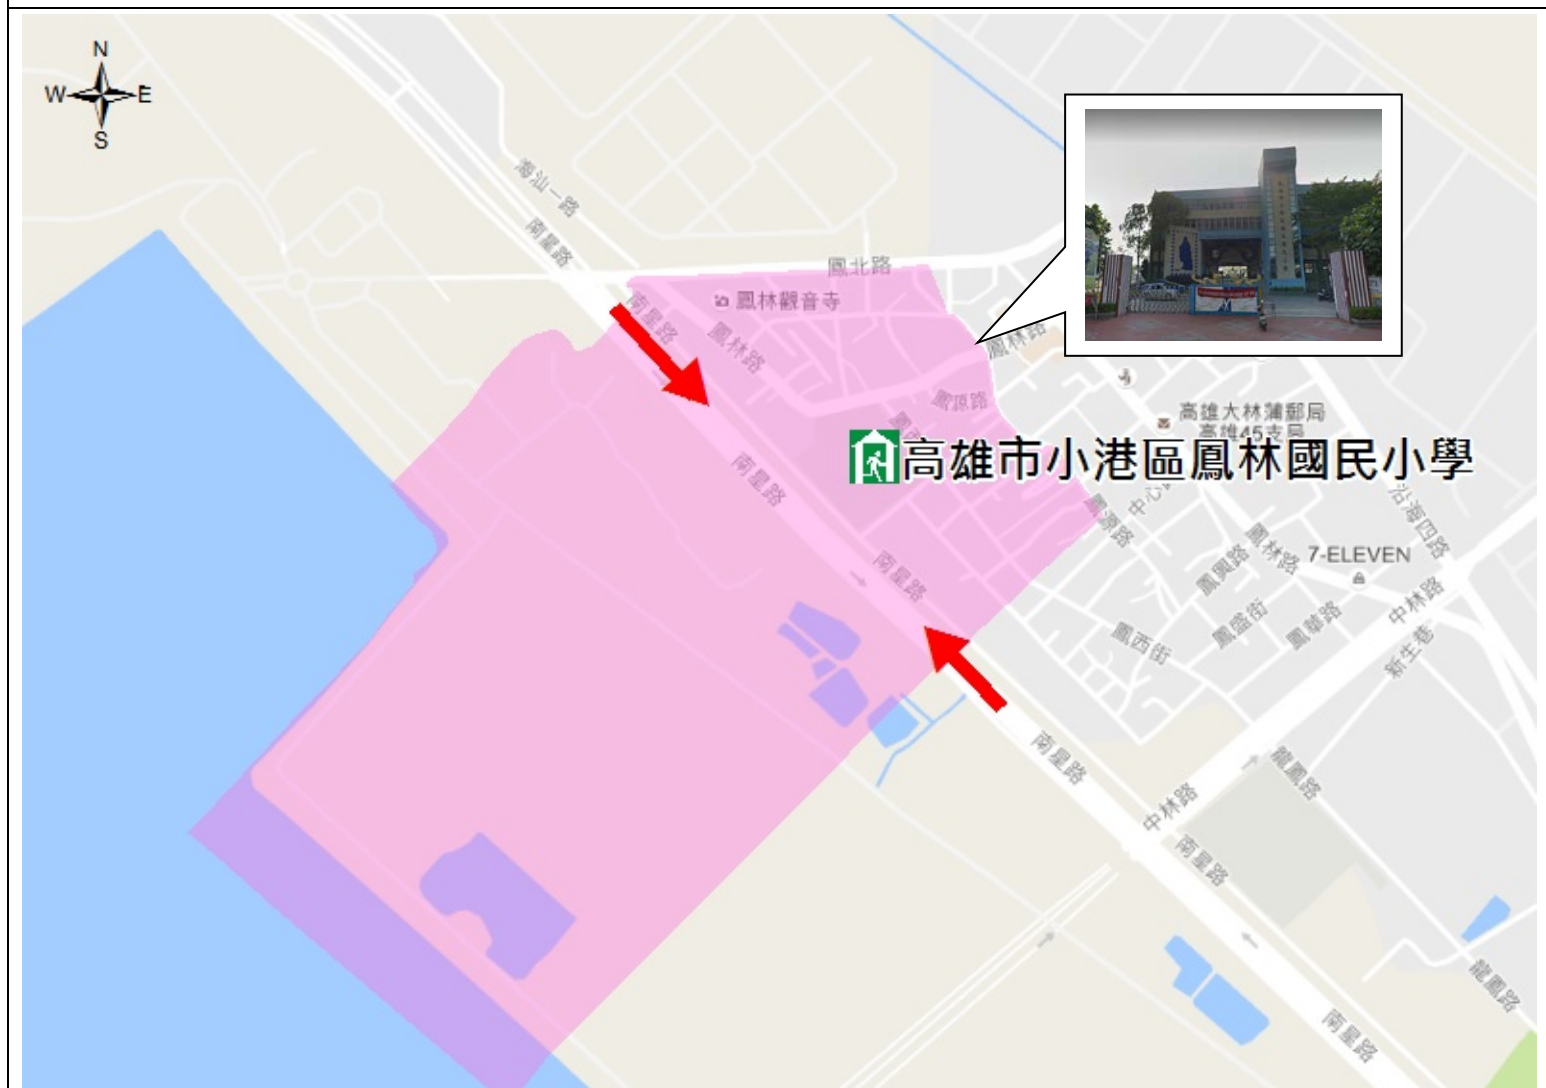 N
W
E
S
海汕一路
南星路
鳳北路
鳳林觀音寺
南星路
鳳林路
鳳林路
鳳原路
高雄大林蒲郵局
高雄45支局
高雄市小港區鳳林國民小學
南星路
中心
鳳源路
沿海四路
南星路
鳳林路
7-ELEVEN
鳳興路
中林路
鳳盛街
鳳華路
鳳西街
新生巷
南星路
龍鳳路
中林路
南星路
龍鳳路
南星路